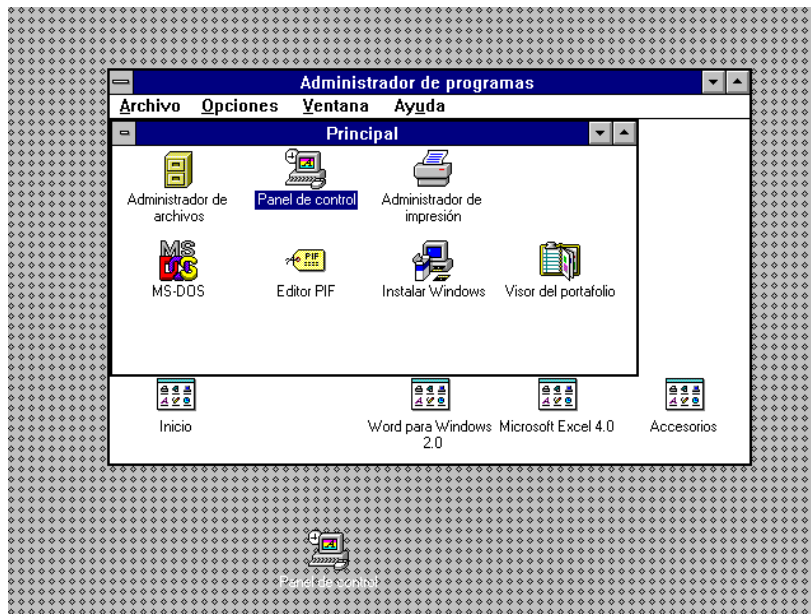 Administrador de programas
Archivo Opciones Ventana Ayuda
Principal
Administrador de archivos
Panel de control
Administrador de impresión
MS-DOS
MS-DOS
Editor PIF
PIF
Instalar Windows
Visor del portafolio
Inicio
Word para Windows 2.0
Microsoft Excel 4.0
Accesorios
Panel de control